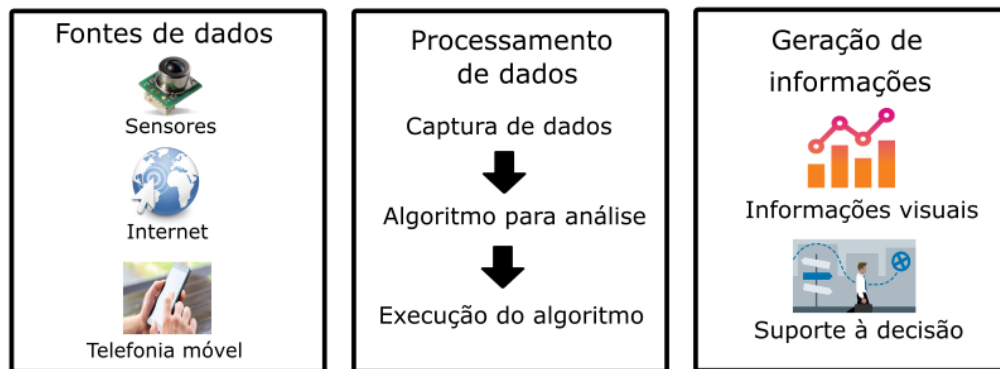 Fontes de dados
Sensores
Internet
Telefonia móvel
Processamento
de dados
Captura de dados
Algoritmo para análise
Execução do algoritmo
Geração de
informações
Informações visuais
Suporte à decisão